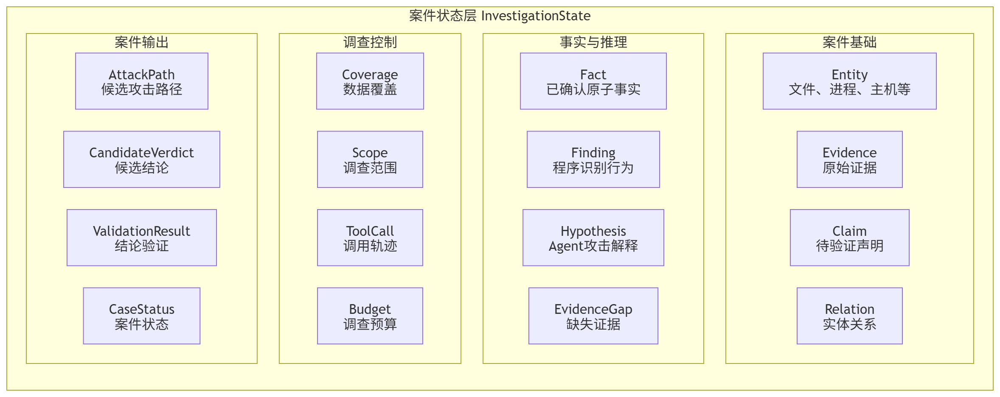 案件状态层 InvestigationState
案件输出
AttackPath
候选攻击路径
CandidateVerdict
候选结论
ValidationResult
结论验证
CaseStatus
案件状态
调查控制
Coverage
数据覆盖
Scope
调查范围
ToolCall
调用轨迹
Budget
调查预算
事实与推理
Fact
已确认原子事实
Finding
程序识别行为
Hypothesis
Agent攻击解释
EvidenceGap
缺失证据
案件基础
Entity
文件、进程、主机等
Evidence
原始证据
Claim
待验证声明
Relation
实体关系